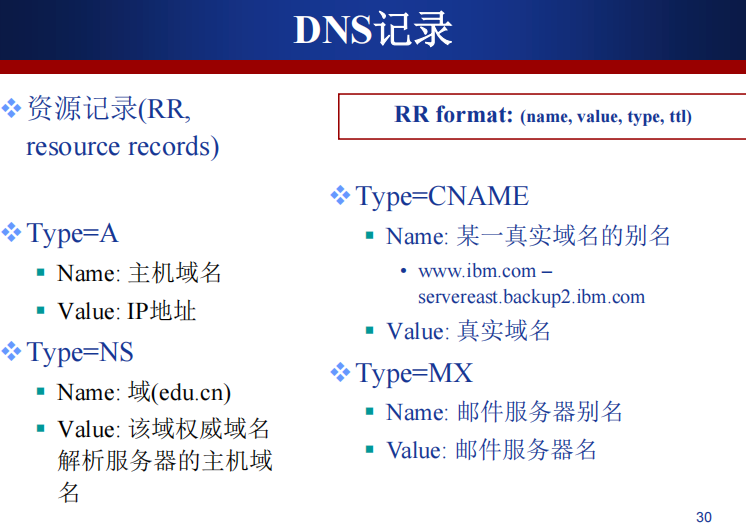 DNS记录
资源记录(RR,
resource records)
Type=A
Name: 主机域名
Value: IP地址
Type=NS
Name: 域(edu.cn)
Value: 该域权威域名
解析服务器的主机域
名
RR format: (name, value, type, ttl)
Type=CNAME
Name: 某一真实域名的别名
www.ibm.com –
servereast.backup2.ibm.com
Value: 真实域名
Type=MX
Name: 邮件服务器别名
Value: 邮件服务器名
30